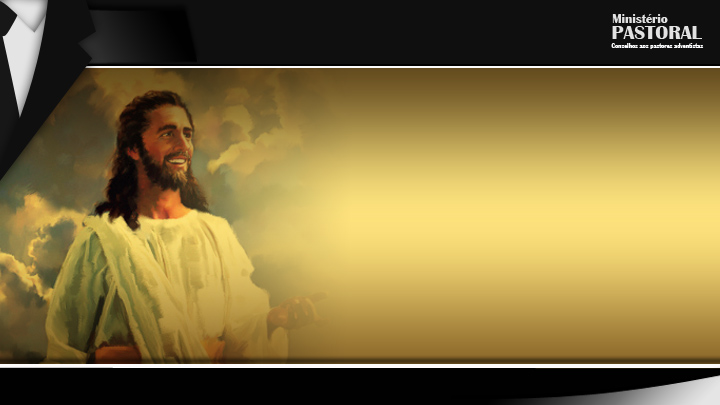 Ministério
PASTORAL
Conselhos aos pastores adventistas